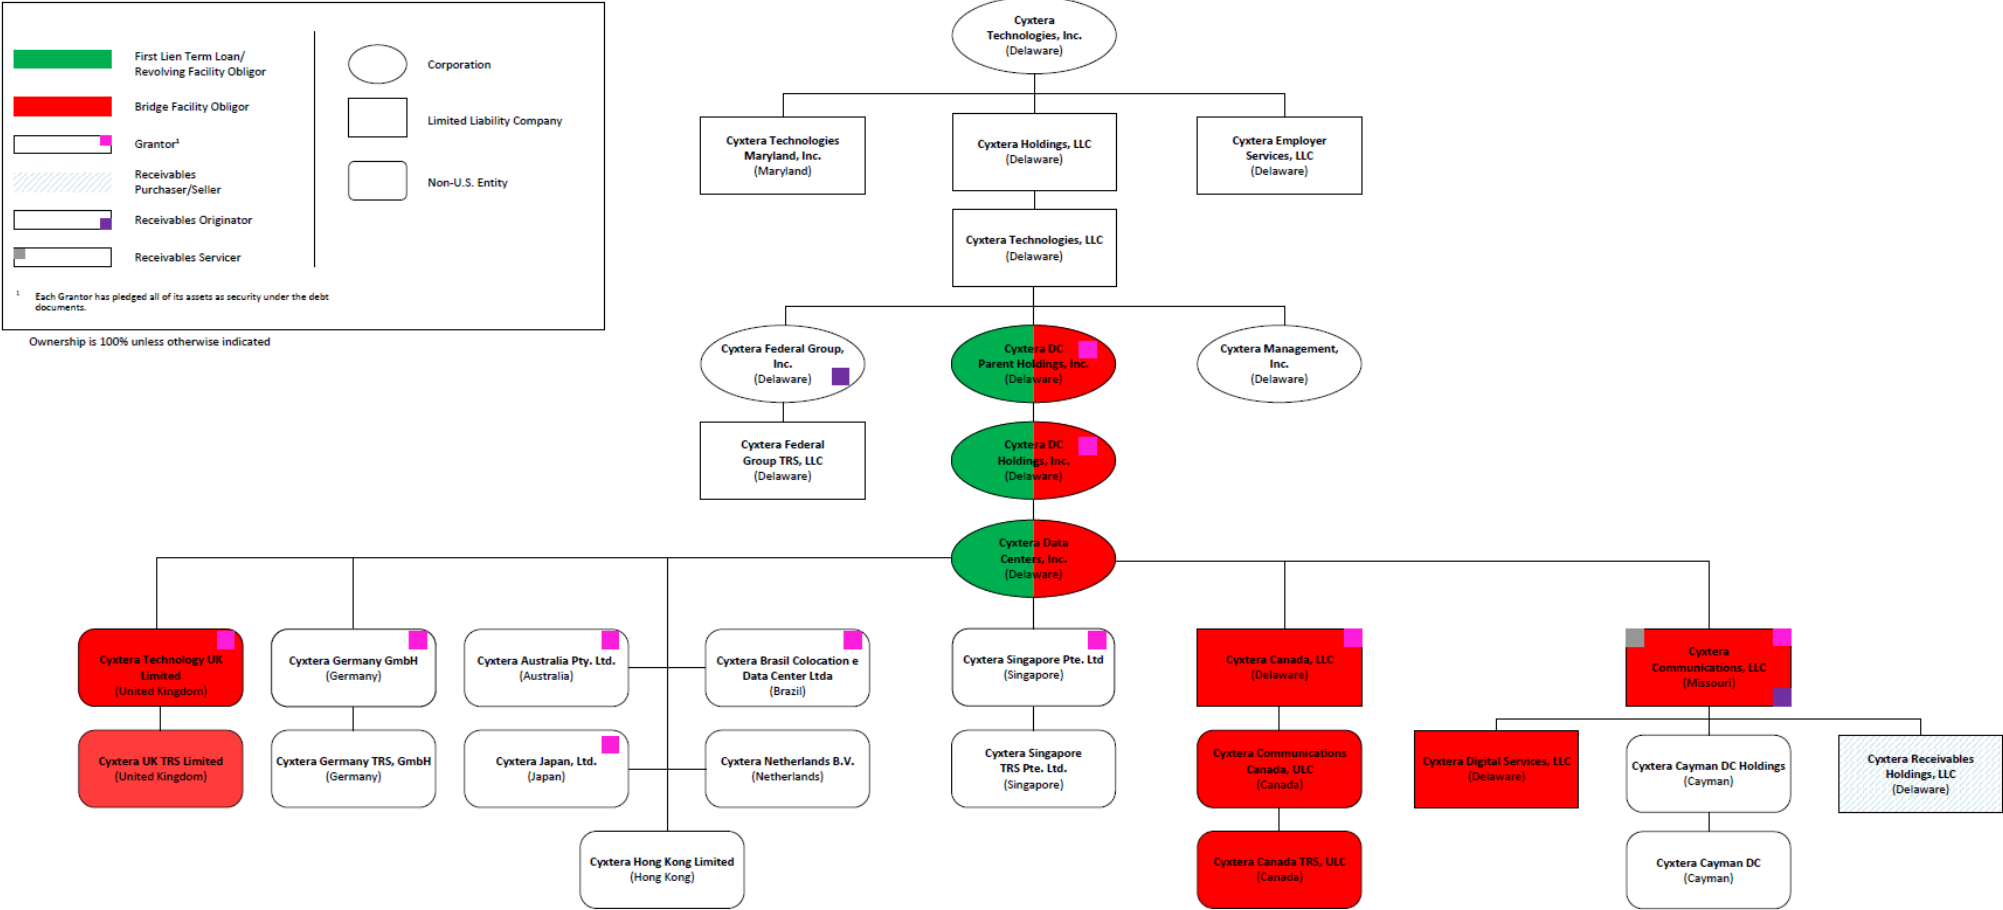 First Lien Term Loan/
Revolving Facility Obligor
Bridge Facility Obligor
Grantor¹
Receivables
Purchaser/Seller
Receivables Originator
Receivables Servicer
Corporation
Limited Liability Company
Non-U.S. Entity
¹ Each Grantor has pledged all of its assets as security under the debt
documents.
Ownership is 100% unless otherwise indicated
Cyxtera
Technologies, Inc.
(Delaware)
Cyxtera Technologies
Maryland, Inc.
(Maryland)
Cyxtera Holdings, LLC
(Delaware)
Cyxtera Employer
Services, LLC
(Delaware)
Cyxtera Technologies, LLC
(Delaware)
Cyxtera Federal Group,
Inc.
(Delaware)
Cyxtera DC
Parent Holdings, Inc.
(Delaware)
Cyxtera Management,
Inc.
(Delaware)
Cyxtera Federal
Group TRS, LLC
(Delaware)
Cyxtera DC
Holdings, Inc.
(Delaware)
Cyxtera Data
Centers, Inc.
(Delaware)
Cyxtera Technology UK
Limited
(United Kingdom)
Cyxtera Germany GmbH
(Germany)
Cyxtera Australia Pty. Ltd.
(Australia)
Cyxtera Brasil Colocation e
Data Center Ltda
(Brazil)
Cyxtera Singapore Pte. Ltd
(Singapore)
Cyxtera Canada, LLC
(Delaware)
Cyxtera
Communications, LLC
(Missouri)
Cyxtera UK TRS Limited
(United Kingdom)
Cyxtera Germany TRS, GmbH
(Germany)
Cyxtera Japan, Ltd.
(Japan)
Cyxtera Netherlands B.V.
(Netherlands)
Cyxtera Singapore
TRS Pte. Ltd.
(Singapore)
Cyxtera Communications
Canada, ULC
(Canada)
Cyxtera Digital Services, LLC
(Delaware)
Cyxtera Cayman DC Holdings
(Cayman)
Cyxtera Receivables
Holdings, LLC
(Delaware)
Cyxtera Hong Kong Limited
(Hong Kong)
Cyxtera Canada TRS, ULC
(Canada)
Cyxtera Cayman DC
(Cayman)